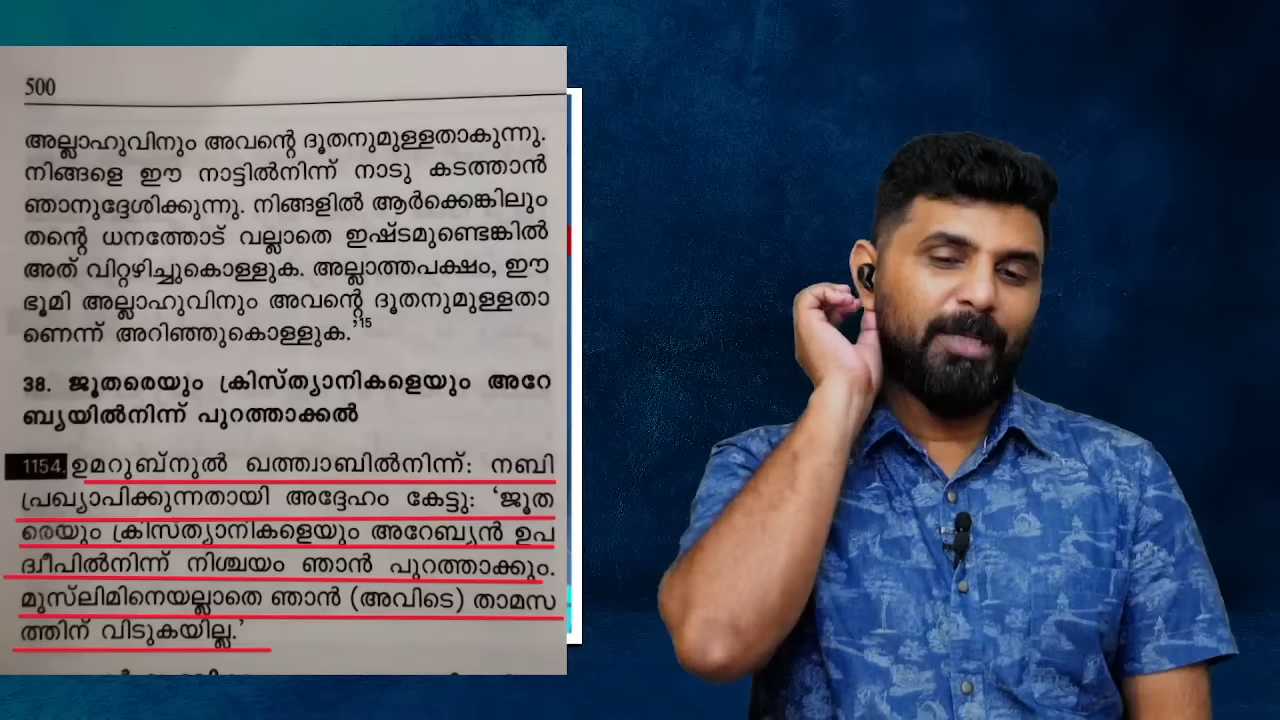 500
അല്ലാഹുവിനും അവന്റെ ദൂതനുമുള്ളതാകുന്നു.
നിങ്ങളെ ഈ നാട്ടിൽനിന്ന് നാടു കടത്താൻ
ഞാനുദ്ദേശിക്കുന്നു. നിങ്ങളിൽ ആർക്കെങ്കിലും
തന്റെ ധനത്തോട് വല്ലാതെ ഇഷ്ടമുണ്ടെങ്കിൽ
അത് വിറ്റഴിച്ചുകൊള്ളുക. അല്ലാത്തപക്ഷം, ഈ
ഭൂമി അല്ലാഹുവിനും അവന്റെ ദൂതനുമുള്ളതാ
ണെന്ന് അറിഞ്ഞുകൊള്ളുക.’15
38. ജൂതരെയും ക്രിസ്ത്യാനികളെയും അറേ
ബ്യയിൽനിന്ന് പുറത്താക്കൽ
1154. ഉമറുബ്നുൽ ഖത്ത്വാബിൽനിന്ന്: നബി
പ്രഖ്യാപിക്കുന്നതായി അദ്ദേഹം കേട്ടു: ‘ജൂത
രെയും ക്രിസ്ത്യാനികളെയും അറേബ്യൻ ഉപ
ദ്വീപിൽനിന്ന് നിശ്ചയം ഞാൻ പുറത്താക്കും.
മുസ്‌ലിമിനെയല്ലാതെ ഞാൻ (അവിടെ) താമസ
ത്തിന് വിടുകയില്ല.’